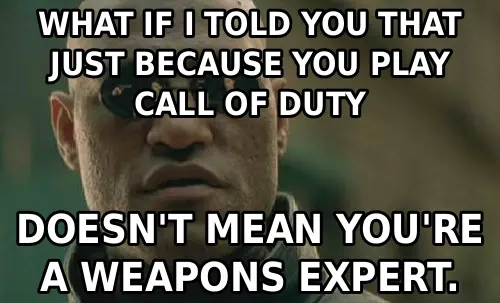 WHAT IF I TOLD YOU THAT
JUST BECAUSE YOU PLAY
CALL OF DUTY
DOESN'T MEAN YOU'RE
A WEAPONS EXPERT.